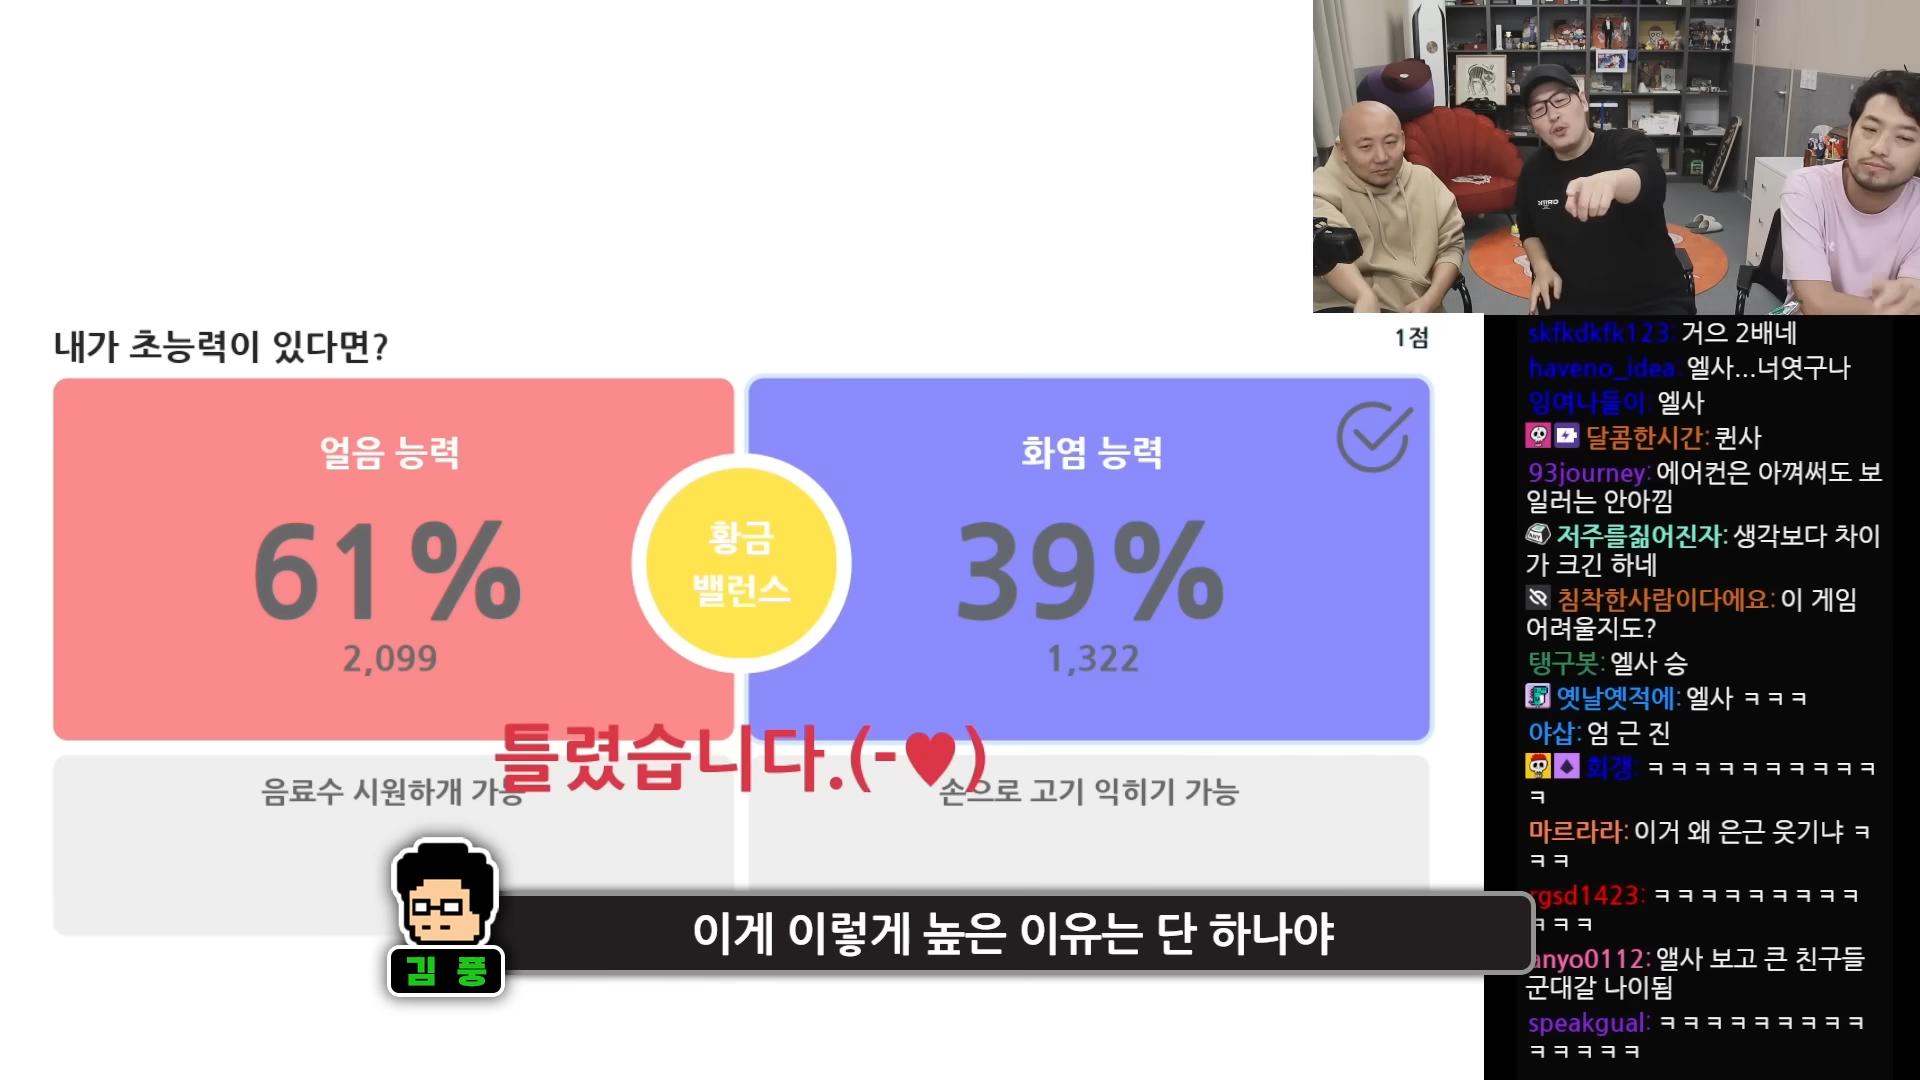 내가 초능력이 있다면?
1점
얼음 능력
61%
2,099
황금
밸런스
화염 능력
39%
1,322
틀렸습니다.(-♥)
음료수 시원하개 가능
손으로 고기 익히기 가능
김 풍
이게 이렇게 높은 이유는 단 하나야
skfkdkfk123: 거으 2배네
haveno_idea: 엘사...너엿구나
잉여나들이: 엘사
달콤한시간: 퀸사
93journey: 에어컨은 아껴써도 보
일러는 안아낌
저주를짊어진자: 생각보다 차이
가 크긴 하네
침착한사람이다에요: 이 게임
어려울지도?
탱구봇: 엘사 승
옛날옛적에: 엘사 ㅋㅋㅋ
야삽: 엄 근 진
회갱: ㅋㅋㅋㅋㅋㅋㅋㅋㅋㅋ
ㅋ
마르라라: 이거 왜 은근 웃기냐 ㅋ
ㅋㅋ
rgsd1423: ㅋㅋㅋㅋㅋㅋㅋㅋㅋ
ㅋㅋㅋ
anyo0112: 앨사 보고 큰 친구들
군대갈 나이됨
speakgual: ㅋㅋㅋㅋㅋㅋㅋㅋㅋ
ㅋㅋㅋㅋㅋ